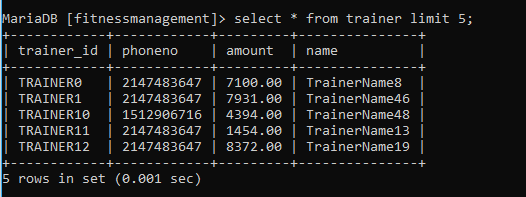 MariaDB [fitnessmanagement]> select * from trainer limit 5;
+------------+------------+---------+---------------+
| trainer_id | phoneno    | amount  | name          |
+------------+------------+---------+---------------+
| TRAINER0   | 2147483647 | 7100.00 | TrainerName8  |
| TRAINER1   | 2147483647 | 7931.00 | TrainerName46 |
| TRAINER10  | 1512906716 | 4394.00 | TrainerName48 |
| TRAINER11  | 2147483647 | 1454.00 | TrainerName13 |
| TRAINER12  | 2147483647 | 8372.00 | TrainerName19 |
+------------+------------+---------+---------------+
5 rows in set (0.001 sec)